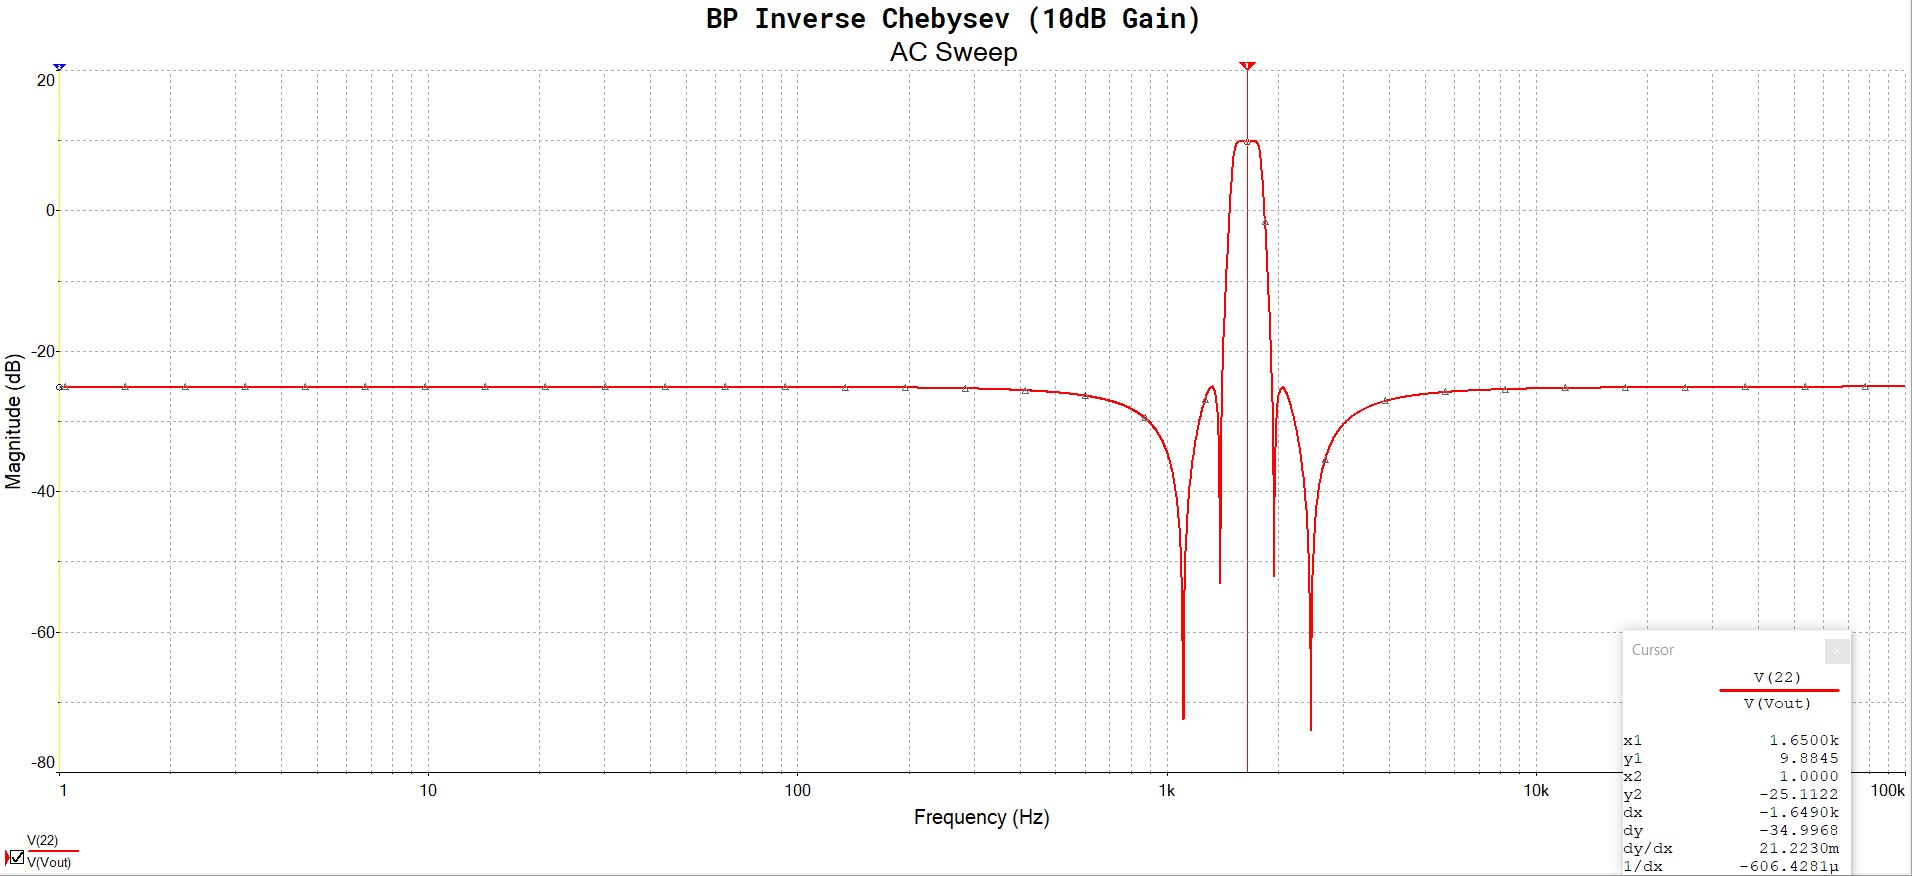 BP Inverse Chebysev (10dB Gain)
AC Sweep
20
0
-20
-40
-60
-80
Magnitude (dB)
1
10
100
1k
10k
100k
Frequency (Hz)
V(22)
V(Vout)
Cursor
V(22)
V(Vout)
x1 1.6500k
y1 9.8845
x2 1.0000
y2 -25.1122
dx -1.6490k
dy -34.9968
dy/dx 21.2230m
1/dx -606.4281µ